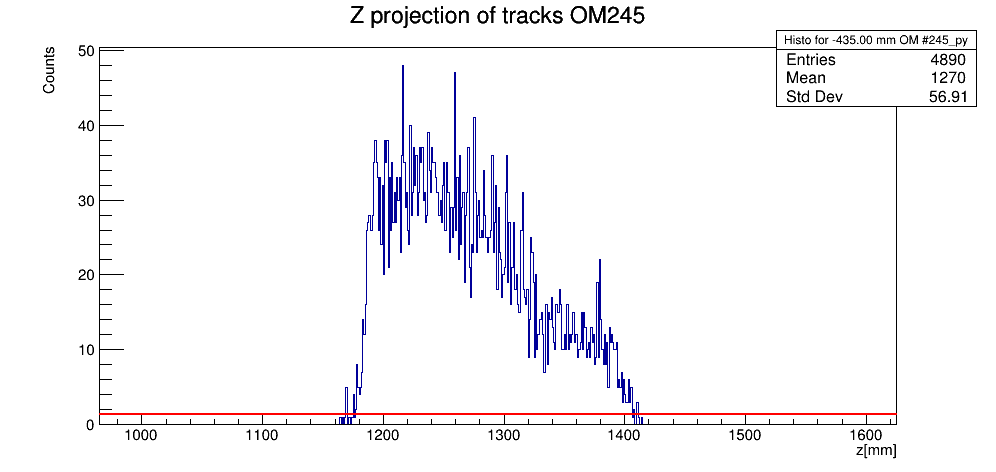 Z projection of tracks OM245
Histo for -435.00 mm OM #245_py
Entries 4890
Mean 1270
Std Dev 56.91
Counts
50
40
30
20
10
0
1000 1100 1200 1300 1400 1500 1600
z[mm]